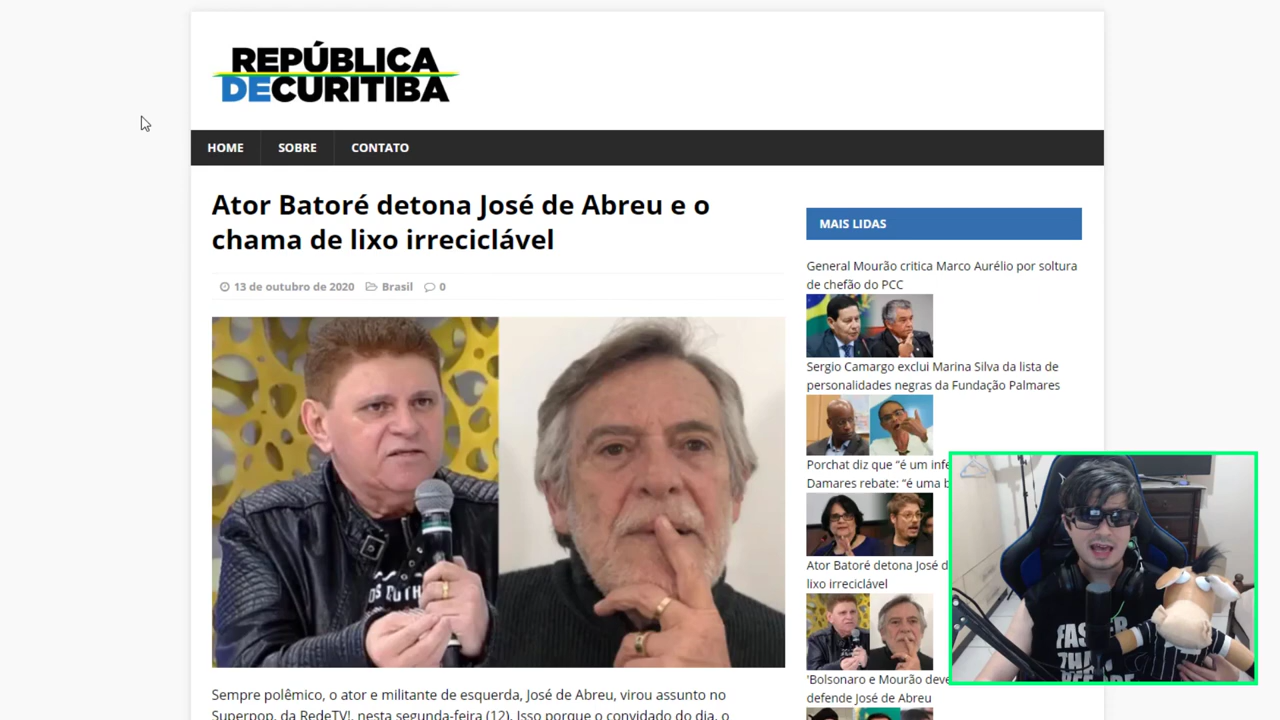 REPÚBLICA
DECURITIBA
HOME
SOBRE
CONTATO
Ator Batoré detona José de Abreu e o
chama de lixo irreciclável
13 de outubro de 2020
Brasil
0
Sempre polêmico, o ator e militante de esquerda, José de Abreu, virou assunto no
Superpop, da RedeTV!, nesta segunda-feira (12). Isso porque o convidado do dia, o
MAIS LIDAS
General Mourão critica Marco Aurélio por soltura
de chefão do PCC
Sergio Camargo exclui Marina Silva da lista de
personalidades negras da Fundação Palmares
Porchat diz que “é um
Damares rebate: “é uma
Ator Batoré detona José
lixo irreciclável
'Bolsonaro e Mourão
defende José de Abreu
FASTER
THAN